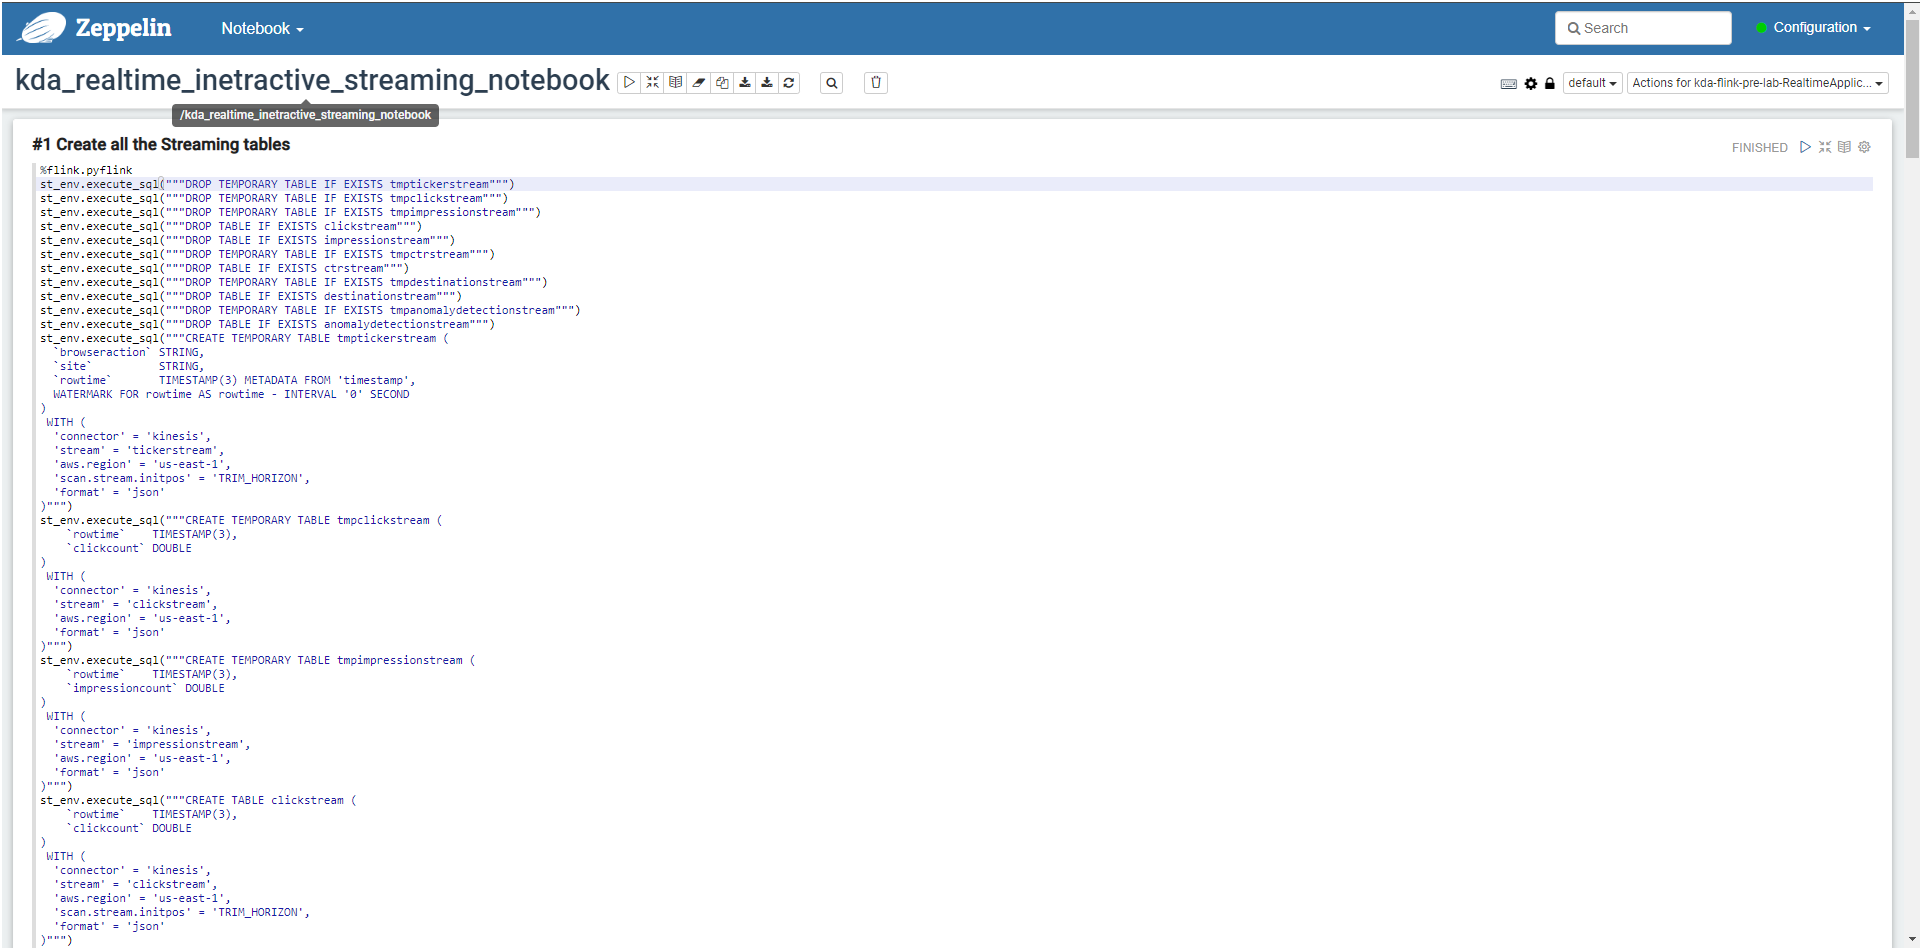 Zeppelin Notebook Search Configuration
kda_realtime_inetractive_streaming_notebook default Actions for kda-flink-pre-lab-RealtimeApplic...
/kda_realtime_inetractive_streaming_notebook
#1 Create all the Streaming tables FINISHED
%flink.pyflink
st_env.execute_sql("""DROP TEMPORARY TABLE IF EXISTS tmptickerstream""")
st_env.execute_sql("""DROP TEMPORARY TABLE IF EXISTS tmpclickstream""")
st_env.execute_sql("""DROP TEMPORARY TABLE IF EXISTS tmpimpressionstream""")
st_env.execute_sql("""DROP TABLE IF EXISTS clickstream""")
st_env.execute_sql("""DROP TABLE IF EXISTS impressionstream""")
st_env.execute_sql("""DROP TEMPORARY TABLE IF EXISTS tmpctrstream""")
st_env.execute_sql("""DROP TABLE IF EXISTS ctrstream""")
st_env.execute_sql("""DROP TEMPORARY TABLE IF EXISTS tmpdestinationstream""")
st_env.execute_sql("""DROP TABLE IF EXISTS destinationstream""")
st_env.execute_sql("""DROP TEMPORARY TABLE IF EXISTS tmpanomalydetectionstream""")
st_env.execute_sql("""DROP TABLE IF EXISTS anomalydetectionstream""")
st_env.execute_sql("""CREATE TEMPORARY TABLE tmptickerstream (
`browseraction` STRING,
`site` STRING,
`rowtime` TIMESTAMP(3) METADATA FROM 'timestamp',
WATERMARK FOR rowtime AS rowtime - INTERVAL '0' SECOND
)
WITH (
'connector' = 'kinesis',
'stream' = 'tickerstream',
'aws.region' = 'us-east-1',
'scan.stream.initpos' = 'TRIM_HORIZON',
'format' = 'json'
)""")
st_env.execute_sql("""CREATE TEMPORARY TABLE tmpclickstream (
`rowtime` TIMESTAMP(3),
`clickcount` DOUBLE
)
WITH (
'connector' = 'kinesis',
'stream' = 'clickstream',
'aws.region' = 'us-east-1',
'format' = 'json'
)""")
st_env.execute_sql("""CREATE TEMPORARY TABLE tmpimpressionstream (
`rowtime` TIMESTAMP(3),
`impressioncount` DOUBLE
)
WITH (
'connector' = 'kinesis',
'stream' = 'impressionstream',
'aws.region' = 'us-east-1',
'format' = 'json'
)""")
st_env.execute_sql("""CREATE TABLE clickstream (
`rowtime` TIMESTAMP(3),
`clickcount` DOUBLE
)
WITH (
'connector' = 'kinesis',
'stream' = 'clickstream',
'aws.region' = 'us-east-1',
'scan.stream.initpos' = 'TRIM_HORIZON',
'format' = 'json'
)""")